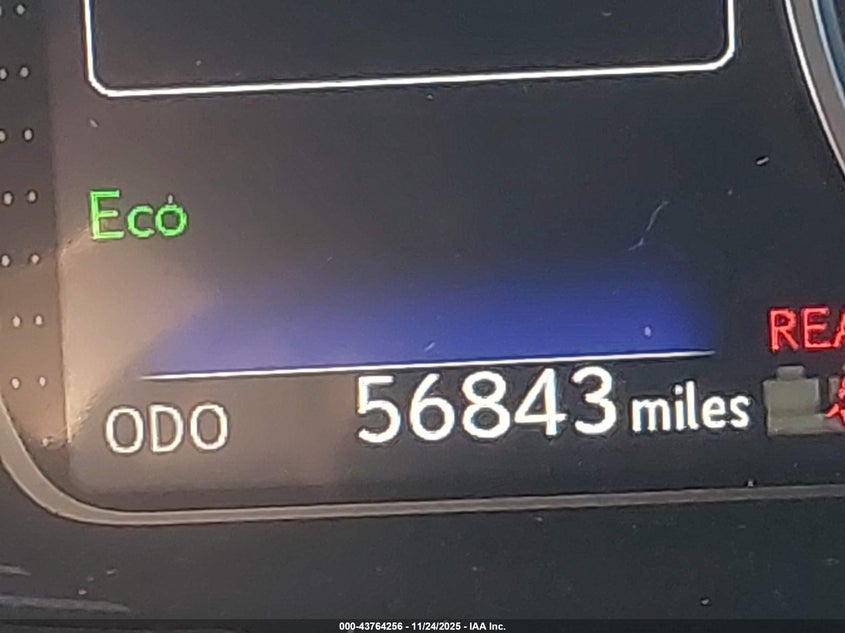 Eco
REA
ODO 56843 miles
000-43764256 - 11/24/2025 - IAA Inc.